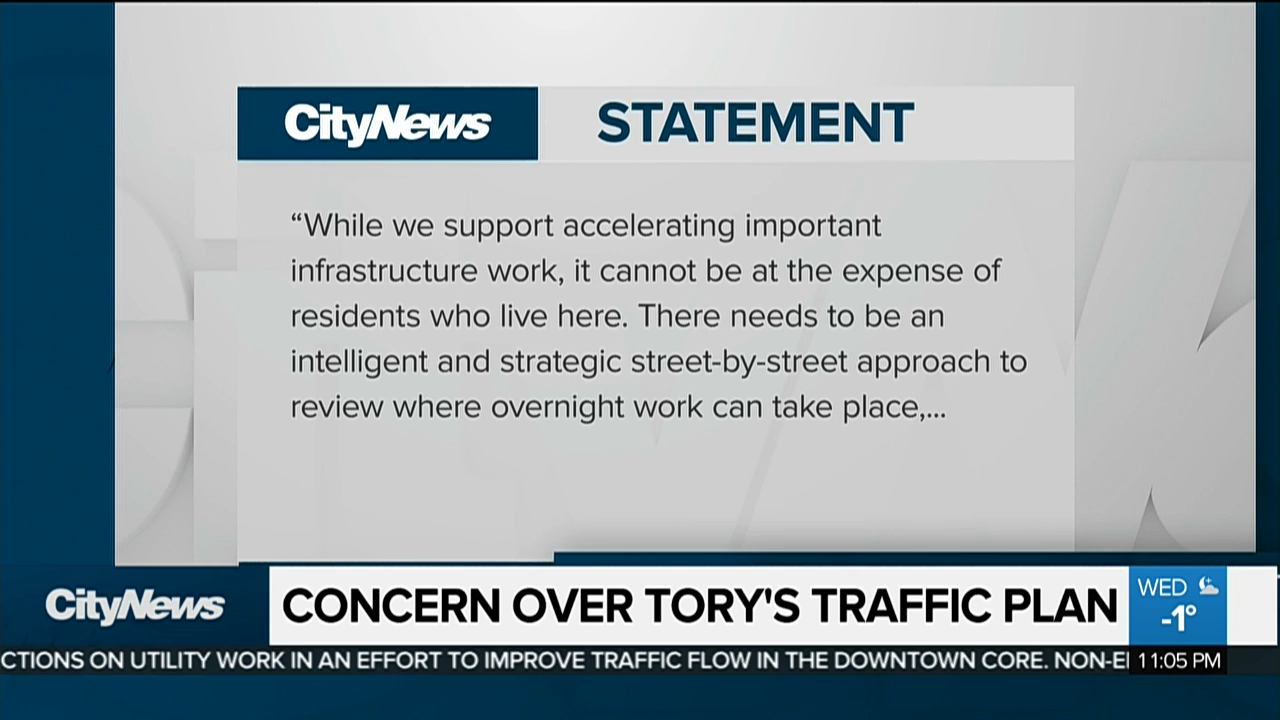 CityNews STATEMENT
“While we support accelerating important
infrastructure work, it cannot be at the expense of
residents who live here. There needs to be an
intelligent and strategic street-by-street approach to
review where overnight work can take place,...
CityNews CONCERN OVER TORY'S TRAFFIC PLAN WED
-1°
CTIONS ON UTILITY WORK IN AN EFFORT TO IMPROVE TRAFFIC FLOW IN THE DOWNTOWN CORE. NON-E 11:05 PM